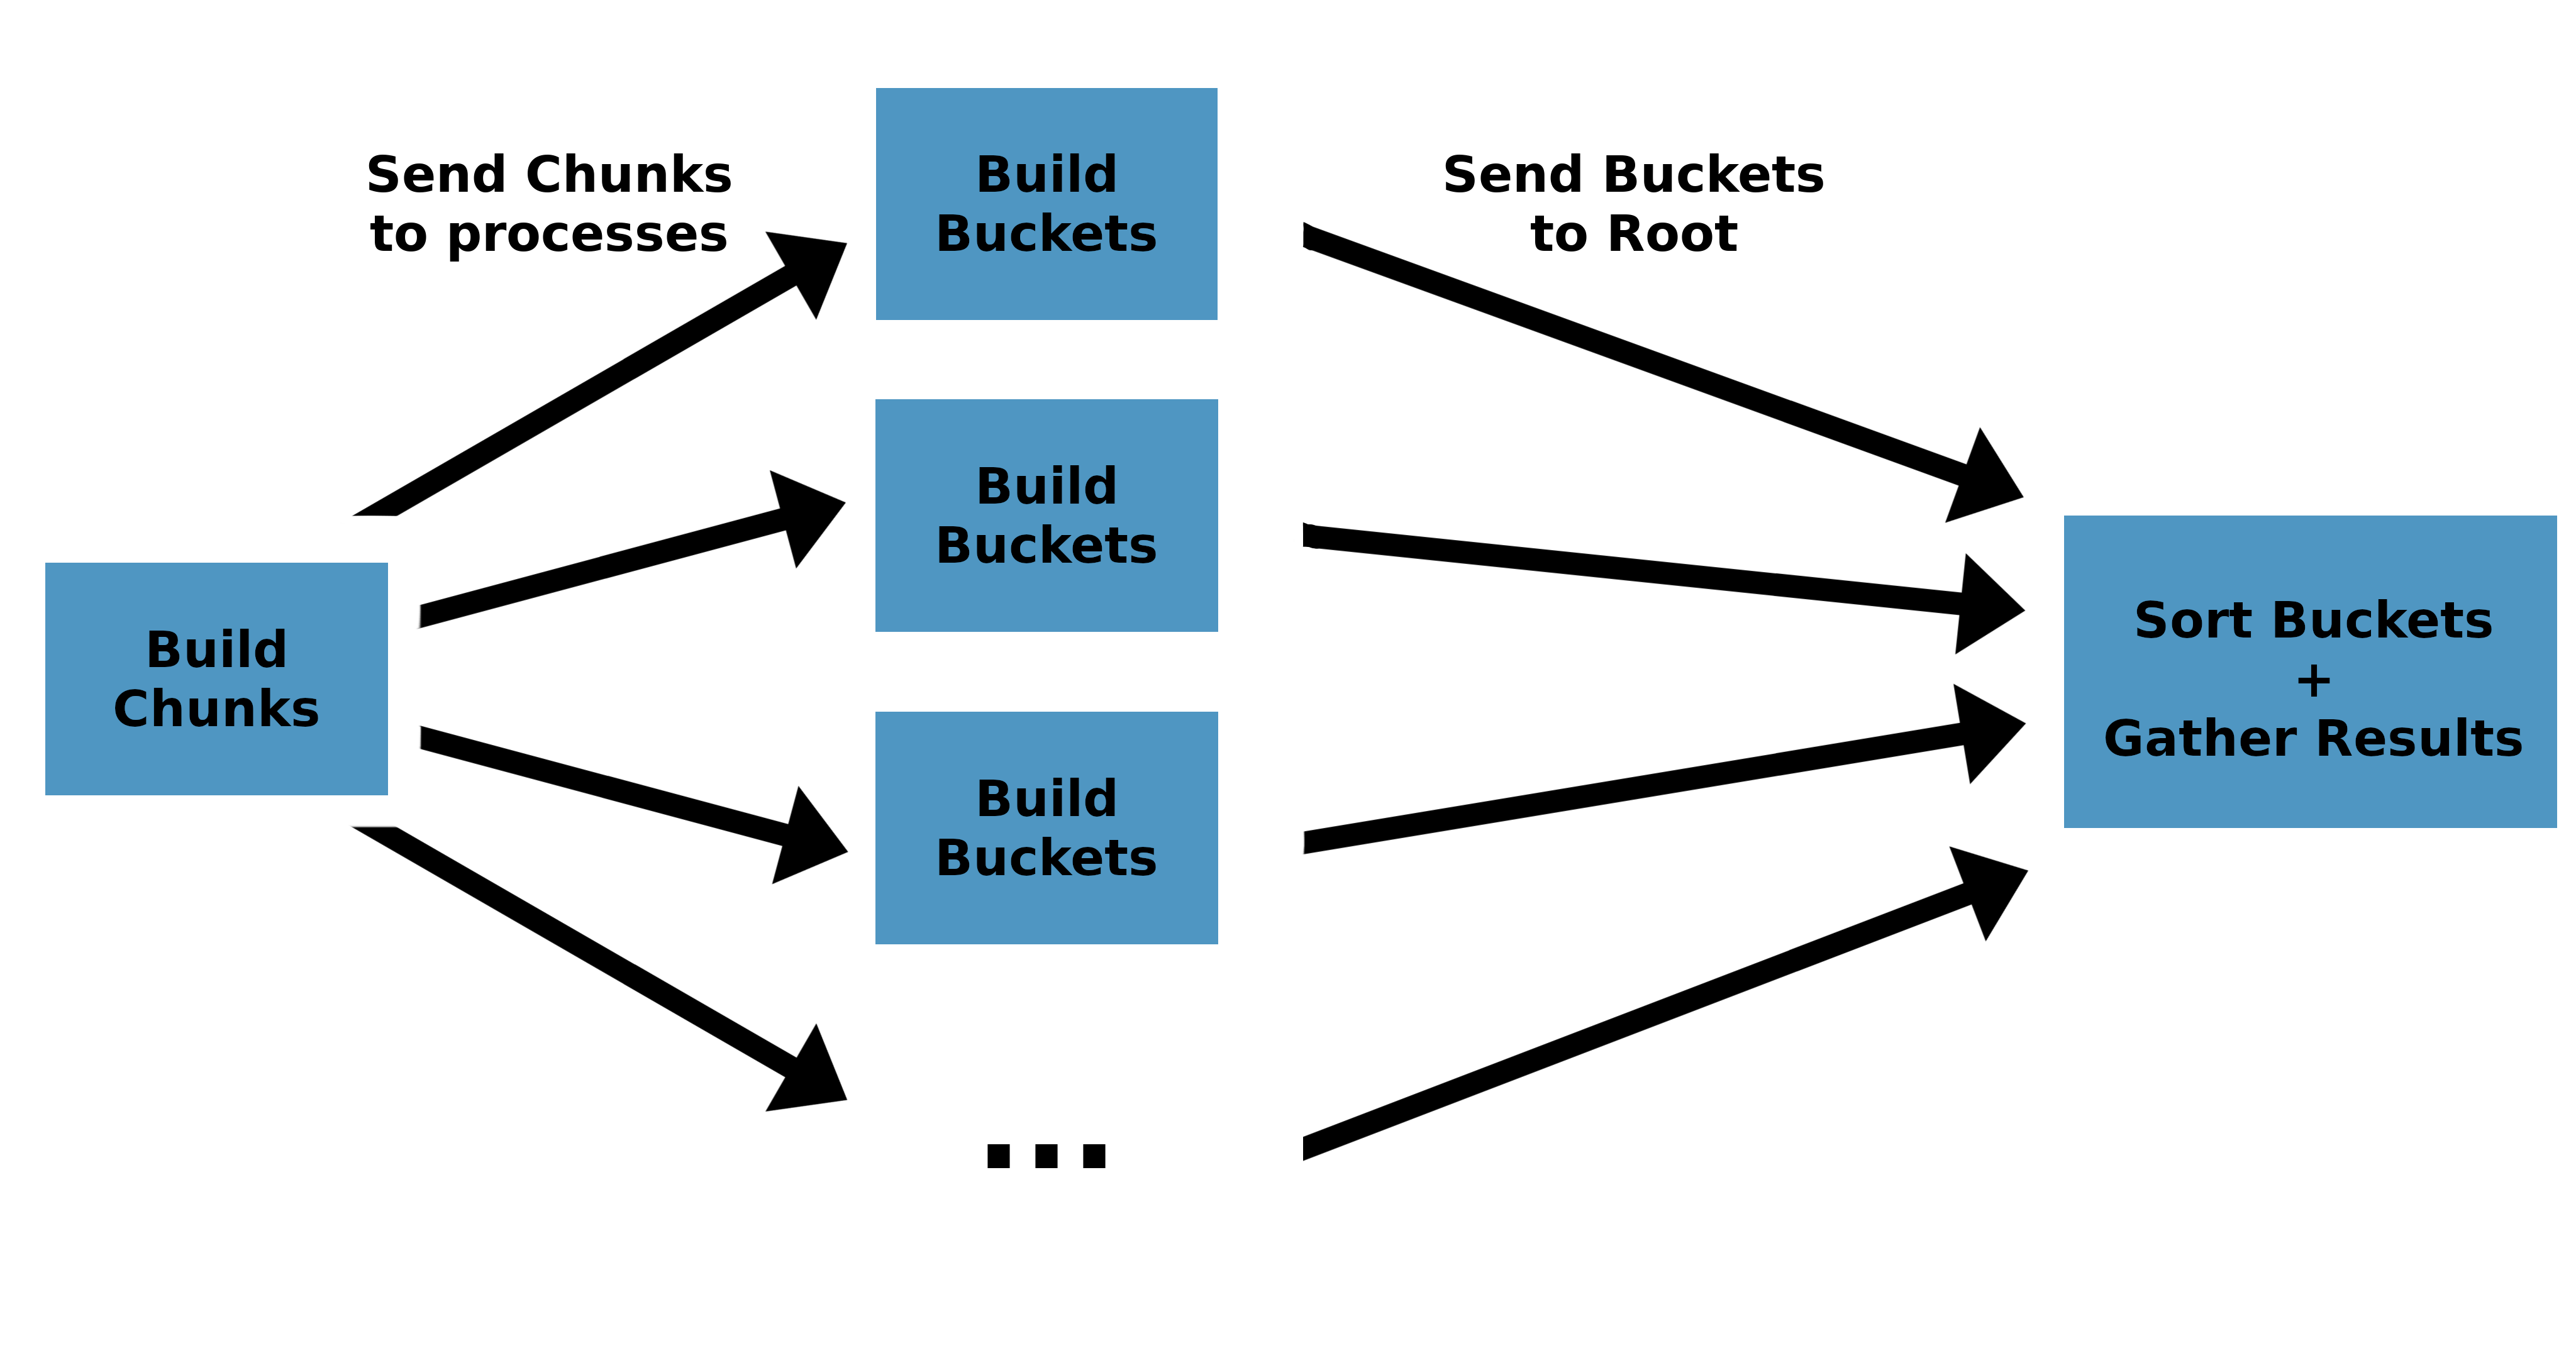 Build
Chunks
Send Chunks
to processes
Build
Buckets
Build
Buckets
Build
Buckets
...
Send Buckets
to Root
Sort Buckets
+
Gather Results